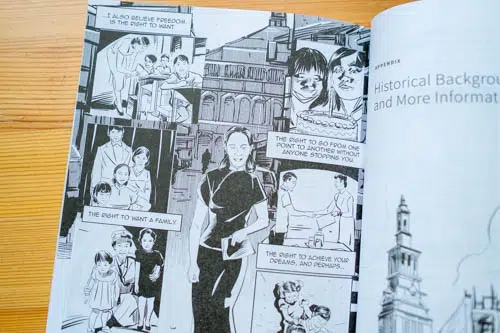 ...I ALSO BELIEVE FREEDOM
IS THE RIGHT TO WANT
THE RIGHT TO GO FROM ONE
POINT TO ANOTHER WITHOUT
ANYONE STOPPING YOU.
THE RIGHT TO WANT A FAMILY
THE RIGHT TO ACHIEVE YOUR
DREAMS, AND PERHAPS...
APPENDIX
Historical Backgro
and More Informat